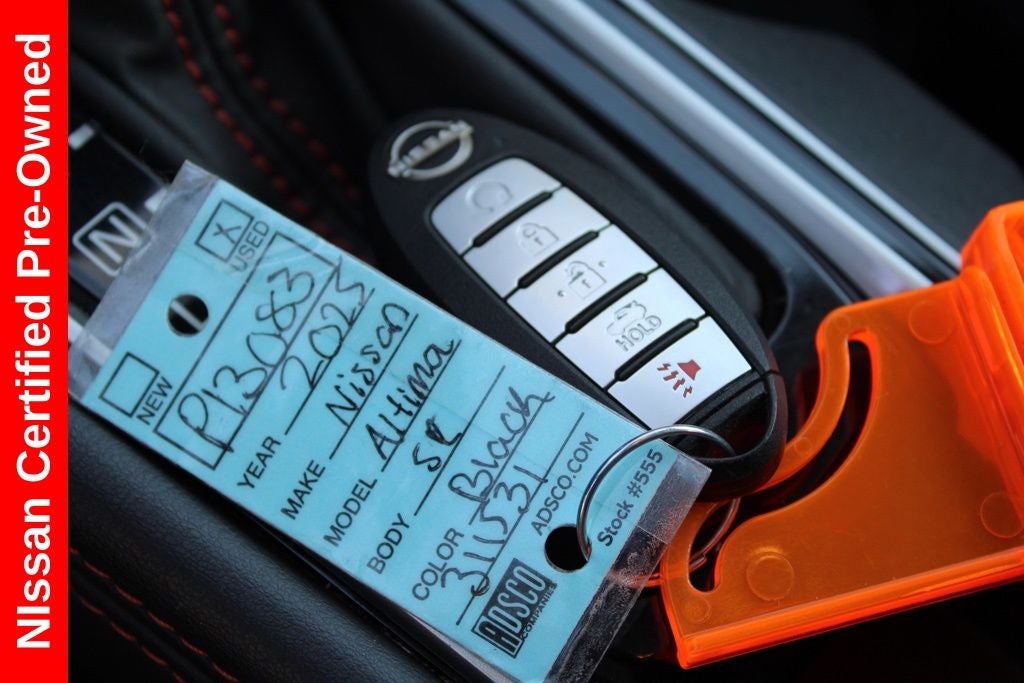 NIssan Certified Pre-Owned
NISSAN
HOLD
N
X
USED
NEW
P13083
YEAR 2023
MAKE Nissan
MODEL Altima
BODY SR
COLOR Black
311531
ADSCO.COM
ADSCO
COMPANIES
Stock #555